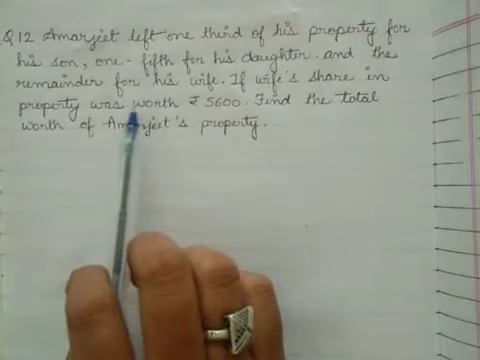 Q12 Amarjeet left one third of his property for
his son, one-fifth for his daughter. and the
remainder for his wife. If wife's share in
property was worth ₹ 5600. Find the total
worth of Amarjeet's property.